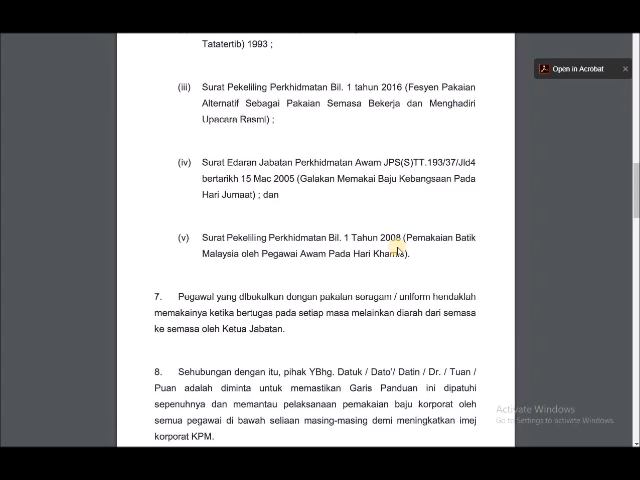 Tatatertib) 1993 ;
(iii) Surat Pekeliling Perkhidmatan Bil. 1 tahun 2016 (Fesyen Pakaian
Alternatif Sebagai Pakaian Semasa Bekerja dan Menghadiri
Upacara Rasmi) ;
(iv) Surat Edaran Jabatan Perkhidmatan Awam JPS(S)TT.193/37/Jld4
bertarikh 15 Mac 2005 (Galakan Memakai Baju Kebangsaan Pada
Hari Jumaat) ; dan
(v) Surat Pekeliling Perkhidmatan Bil. 1 Tahun 2008 (Pemakaian Batik
Malaysia oleh Pegawai Awam Pada Hari Khamis).
7. Pegawai yang dibekalkan dengan pakaian seragam / uniform hendaklah
memakainya ketika bertugas pada setiap masa melainkan diarah dari semasa
ke semasa oleh Ketua Jabatan.
8. Sehubungan dengan itu, pihak YBhg. Datuk / Dato'/ Datin / Dr. / Tuan /
Puan adalah diminta untuk memastikan Garis Panduan ini dipatuhi
sepenuhnya dan memantau pelaksanaan pemakaian baju korporat oleh
semua pegawai di bawah seliaan masing-masing demi meningkatkan imej
korporat KPM.
Open in Acrobat
Activate Windows
Go to Settings to activate Windows.